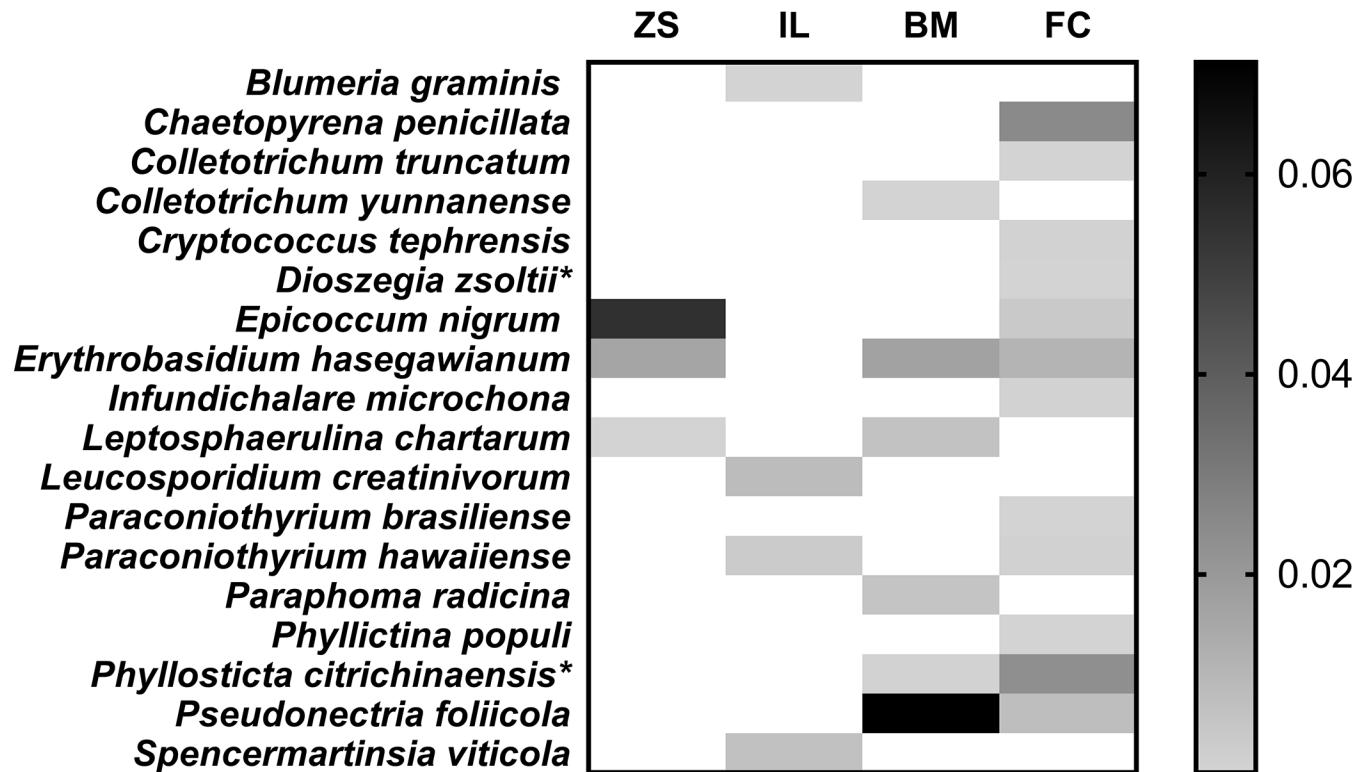 ZS IL BM FC
Blumeria graminis
Chaetopyrena penicillata
Colletotrichum truncatum
0.06
Colletotrichum yunnanense
Cryptococcus tephrensis
Dioszegia zsoltii*
Epicoccum nigrum
Erythrobasidium hasegawianum
0.04
Infundichalare microchona
Leptosphaerulina chartarum
Leucosporidium creatinivorum
Paraconiothyrium brasiliense
Paraconiothyrium hawaiiense
0.02
Paraphoma radicina
Phyllictina populi
Phyllosticta citrichinaensis*
Pseudonectria foliicola
Spencermartinsia viticola